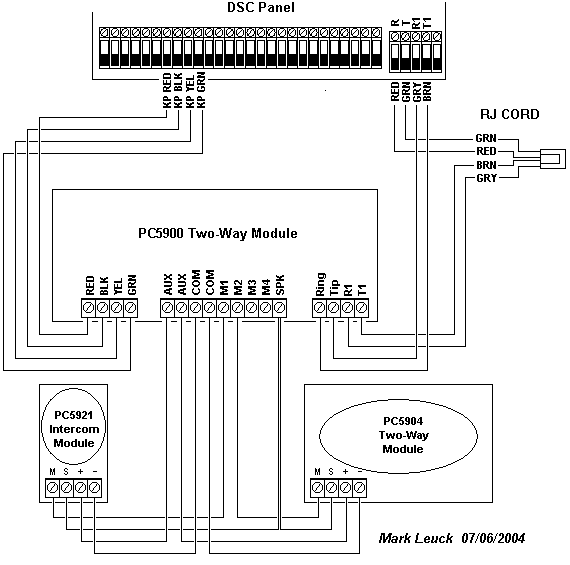 DSC Panel
R
T
R1
T1
KP RED
KP BLK
KP YEL
KP GRN
RED
GRN
GRY
BRN
RJ CORD
GRN
RED
BRN
GRY
PC5900 Two-Way Module
RED
BLK
YEL
GRN
AUX
AUX
COM
COM
M1
M2
M3
M4
SPK
Ring
Tip
R1
T1
PC5921
Intercom
Module
M S + -
PC5904
Two-Way
Module
M S + -
Mark Leuck 07/06/2004